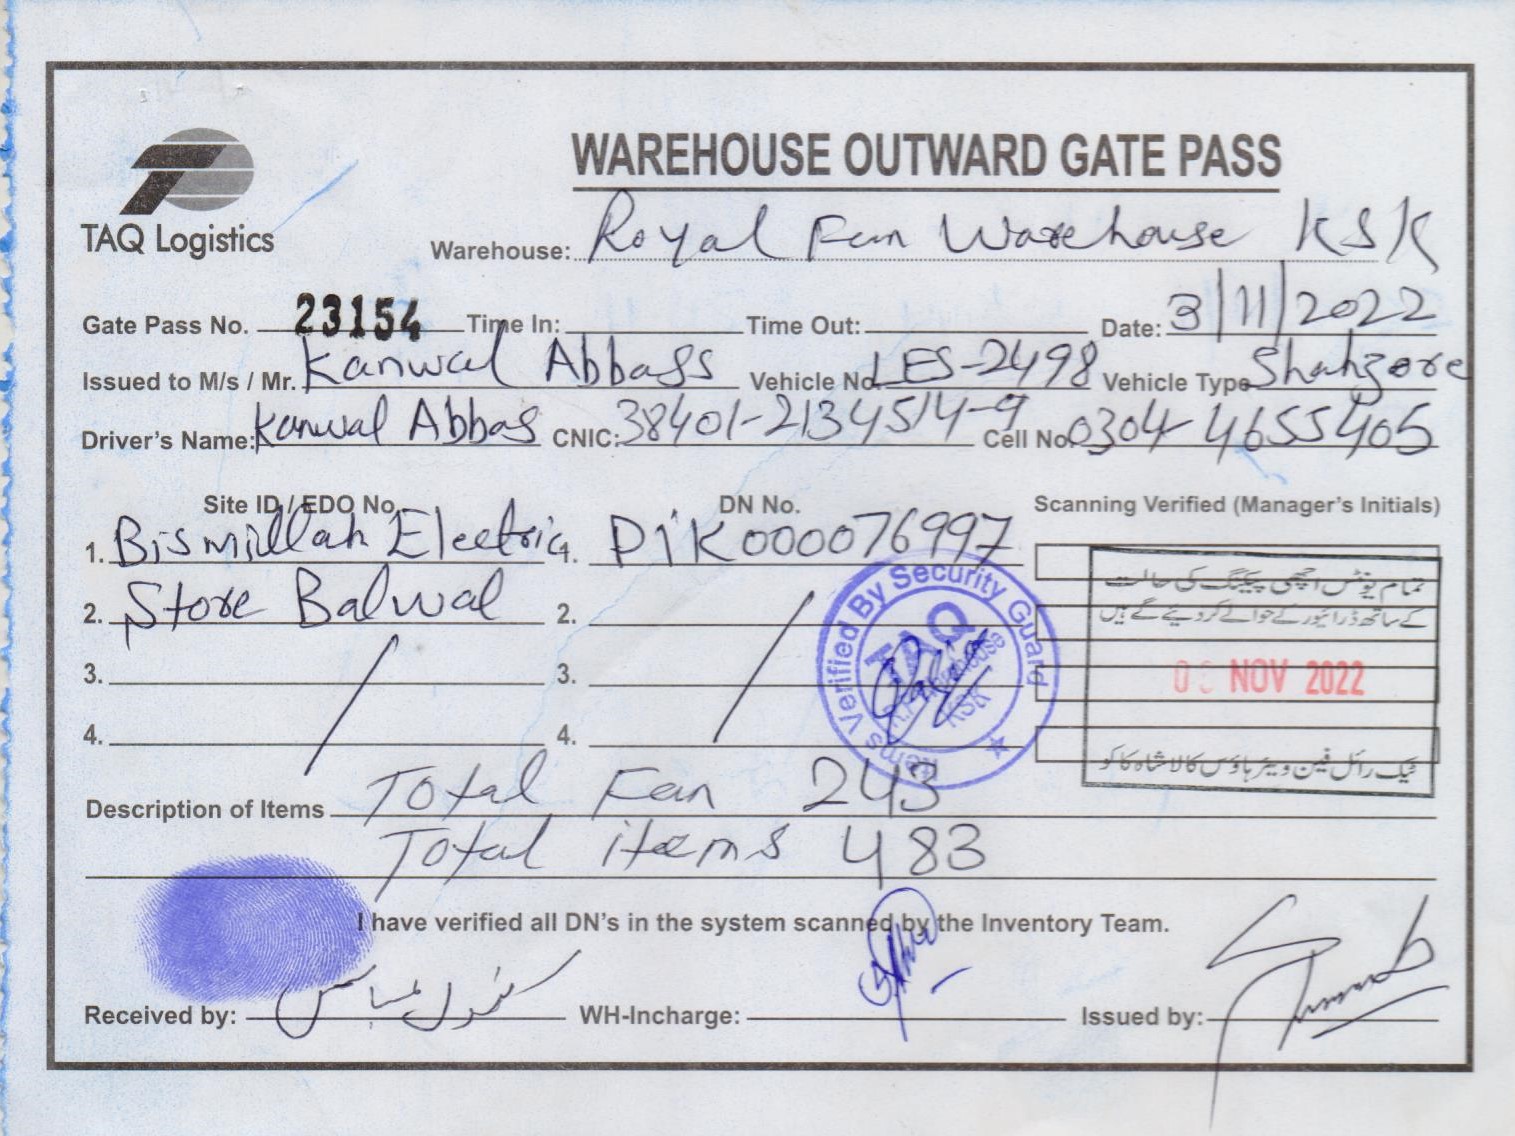 WAREHOUSE OUTWARD GATE PASS
TAQ Logistics
Warehouse: Royal Fan Warehouse KSK
Gate Pass No. 23154 Time In: Time Out: Date: 3/11/2022
Issued to M/s / Mr. Kanwal Abbass Vehicle No. LES-2498 Vehicle Type Shahzore
Driver's Name: Kanwal Abbas CNIC: 38401-2134514-9 Cell No. 0304-4655405
Site ID / EDO No. DN No. Scanning Verified (Manager's Initials)
1. Bismillah Electric 1. PIK000076997
2. Store Balwal 2.
3. 3.
4. 4.
Items Verified By Security Guard
TAQ
Warehouse
KSK
تمام یونٹس اچھی پیکینگ کی حالت
کے ساتھ ڈرائیور کے حوالے کر دیئے گئے ہیں
NOV 2022
ٹیک رائل فین ویئر ہاؤس کالا شاہ کاکو
Description of Items Total Fan 243
Total items 483
I have verified all DN's in the system scanned by the Inventory Team.
Received by: کنول عباس WH-Incharge: Issued by: